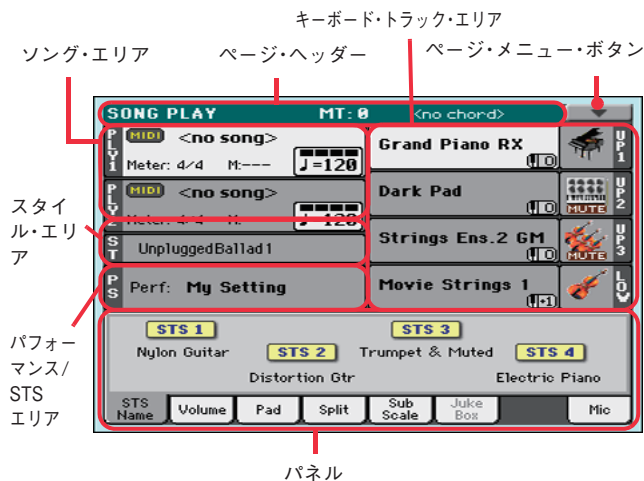 キーボード・トラック・エリア
ソング・エリア
ページ・ヘッダー
ページ・メニュー・ボタン
SONG PLAY MT: 0 <no chord>
PLY1
MIDI <no song>
Meter: 4/4 M:---
♩=120
Grand Piano RX
0
UP1
PLY2
MIDI <no song>
Meter: 4/4 M:
♩=120
Dark Pad
0
MUTE
UP2
スタイ
ル・エリ
ア
ST
UnpluggedBallad1
Strings Ens.2 GM
0
MUTE
UP3
PS
Perf: My Setting
Movie Strings 1
+1
LOW
パフォー
マンス/
STS
エリア
STS 1
Nylon Guitar
STS 2
Distortion Gtr
STS 3
Trumpet & Muted
STS 4
Electric Piano
STS Name
Volume
Pad
Split
Sub Scale
Juke Box
Mic
パネル